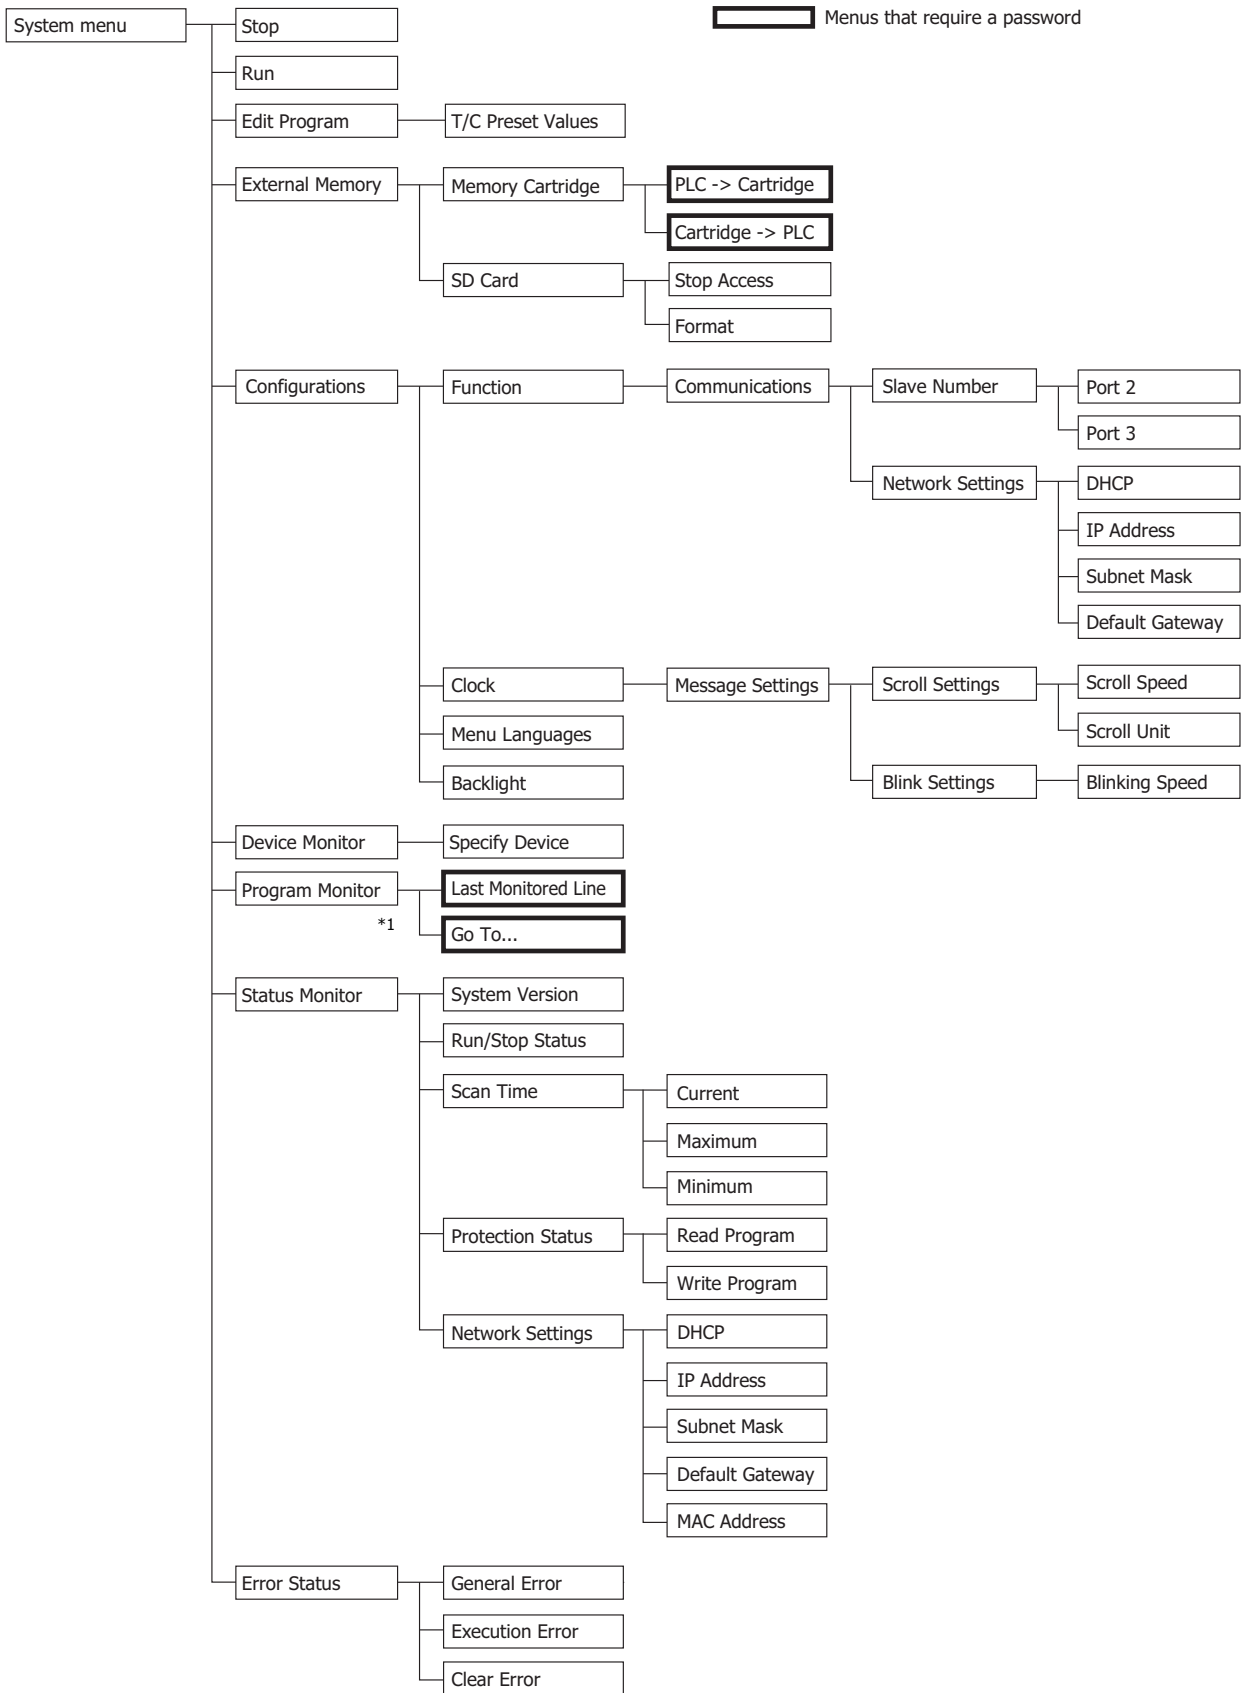 System menu
Stop
Menus that require a password
Run
Edit Program
T/C Preset Values
External Memory
Memory Cartridge
PLC -> Cartridge
Cartridge -> PLC
SD Card
Stop Access
Format
Configurations
Function
Communications
Slave Number
Port 2
Port 3
Network Settings
DHCP
IP Address
Subnet Mask
Default Gateway
Clock
Message Settings
Scroll Settings
Scroll Speed
Scroll Unit
Menu Languages
Backlight
Blink Settings
Blinking Speed
Device Monitor
Specify Device
Program Monitor
*1
Last Monitored Line
Go To...
Status Monitor
System Version
Run/Stop Status
Scan Time
Current
Maximum
Minimum
Protection Status
Read Program
Write Program
Network Settings
DHCP
IP Address
Subnet Mask
Default Gateway
MAC Address
Error Status
General Error
Execution Error
Clear Error